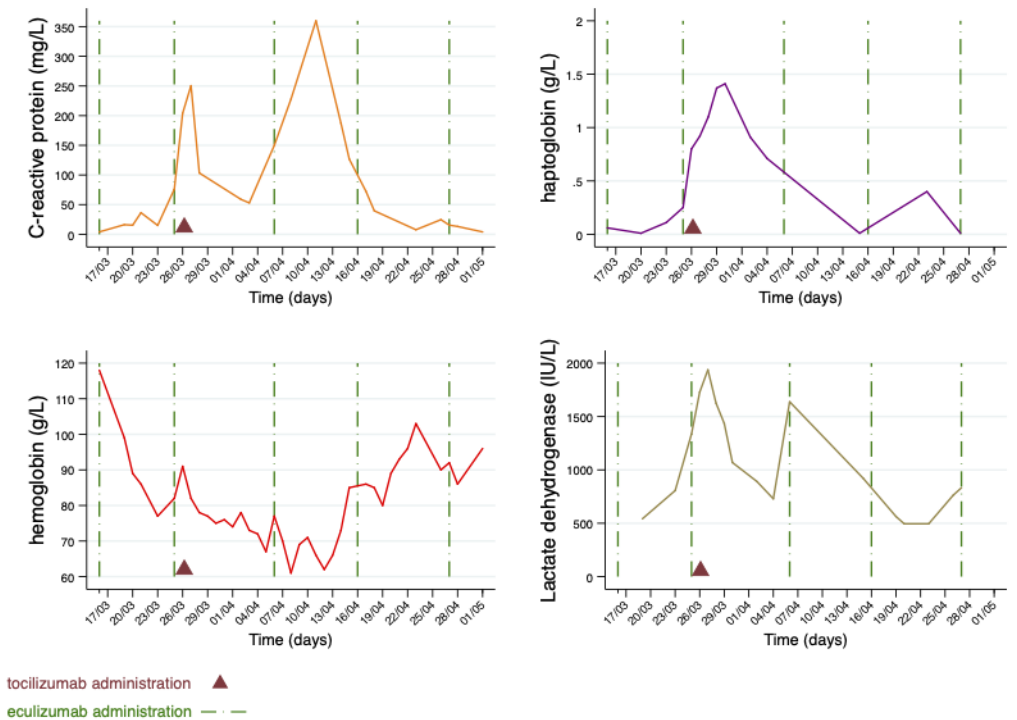 C-reactive protein (mg/L)
350
300
250
200
150
100
50
0
17/03 20/03 23/03 26/03 29/03 01/04 04/04 07/04 10/04 13/04 16/04 19/04 22/04 25/04 28/04 01/05
Time (days)
haptoglobin (g/L)
2
1.5
1
.5
0
17/03 20/03 23/03 26/03 29/03 01/04 04/04 07/04 10/04 13/04 16/04 19/04 22/04 25/04 28/04 01/05
Time (days)
hemoglobin (g/L)
120
110
100
90
80
70
60
17/03 20/03 23/03 26/03 29/03 01/04 04/04 07/04 10/04 13/04 16/04 19/04 22/04 25/04 28/04 01/05
Time (days)
Lactate dehydrogenase (IU/L)
2000
1500
1000
500
0
17/03 20/03 23/03 26/03 29/03 01/04 04/04 07/04 10/04 13/04 16/04 19/04 22/04 25/04 28/04 01/05
Time (days)
tocilizumab administration
eculizumab administration